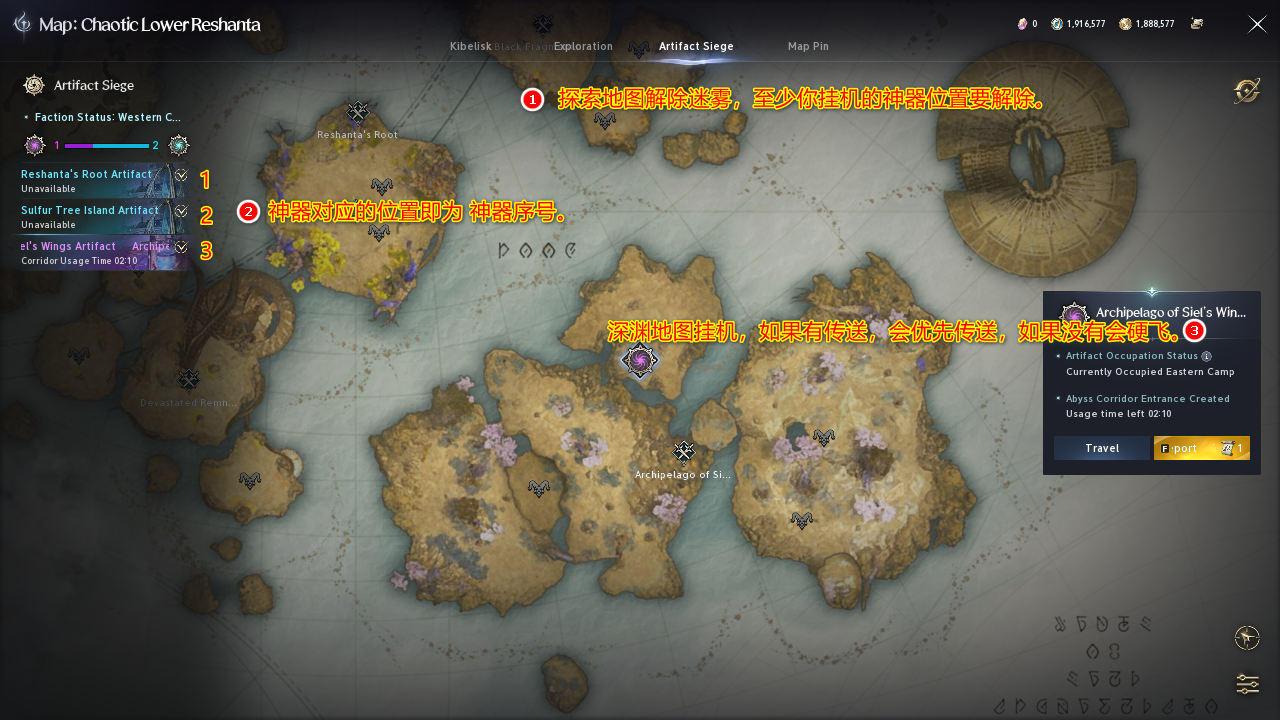 Map: Chaotic Lower Reshanta
0
1,916,577
1,888,577
Kibelisk
Exploration
Artifact Siege
Map Pin
Artifact Siege
Faction Status: Western C...
1
2
Reshanta's Root Artifact
Unavailable
1
Sulfur Tree Island Artifact
Unavailable
2
el's Wings Artifact
Archipe
Corridor Usage Time 02:10
3
1 探索地图解除迷雾，至少你挂机的神器位置要解除。
Reshanta's Root
2 神器对应的位置即为 神器序号。
深渊地图挂机，如果有传送，会优先传送，如果没有会硬飞。3
Devastated Remn...
Archipelago of Si...
Archipelago of Siel's Win...
Artifact Occupation Status
Currently Occupied Eastern Camp
Abyss Corridor Entrance Created
Usage time left 02:10
Travel
F
port
1